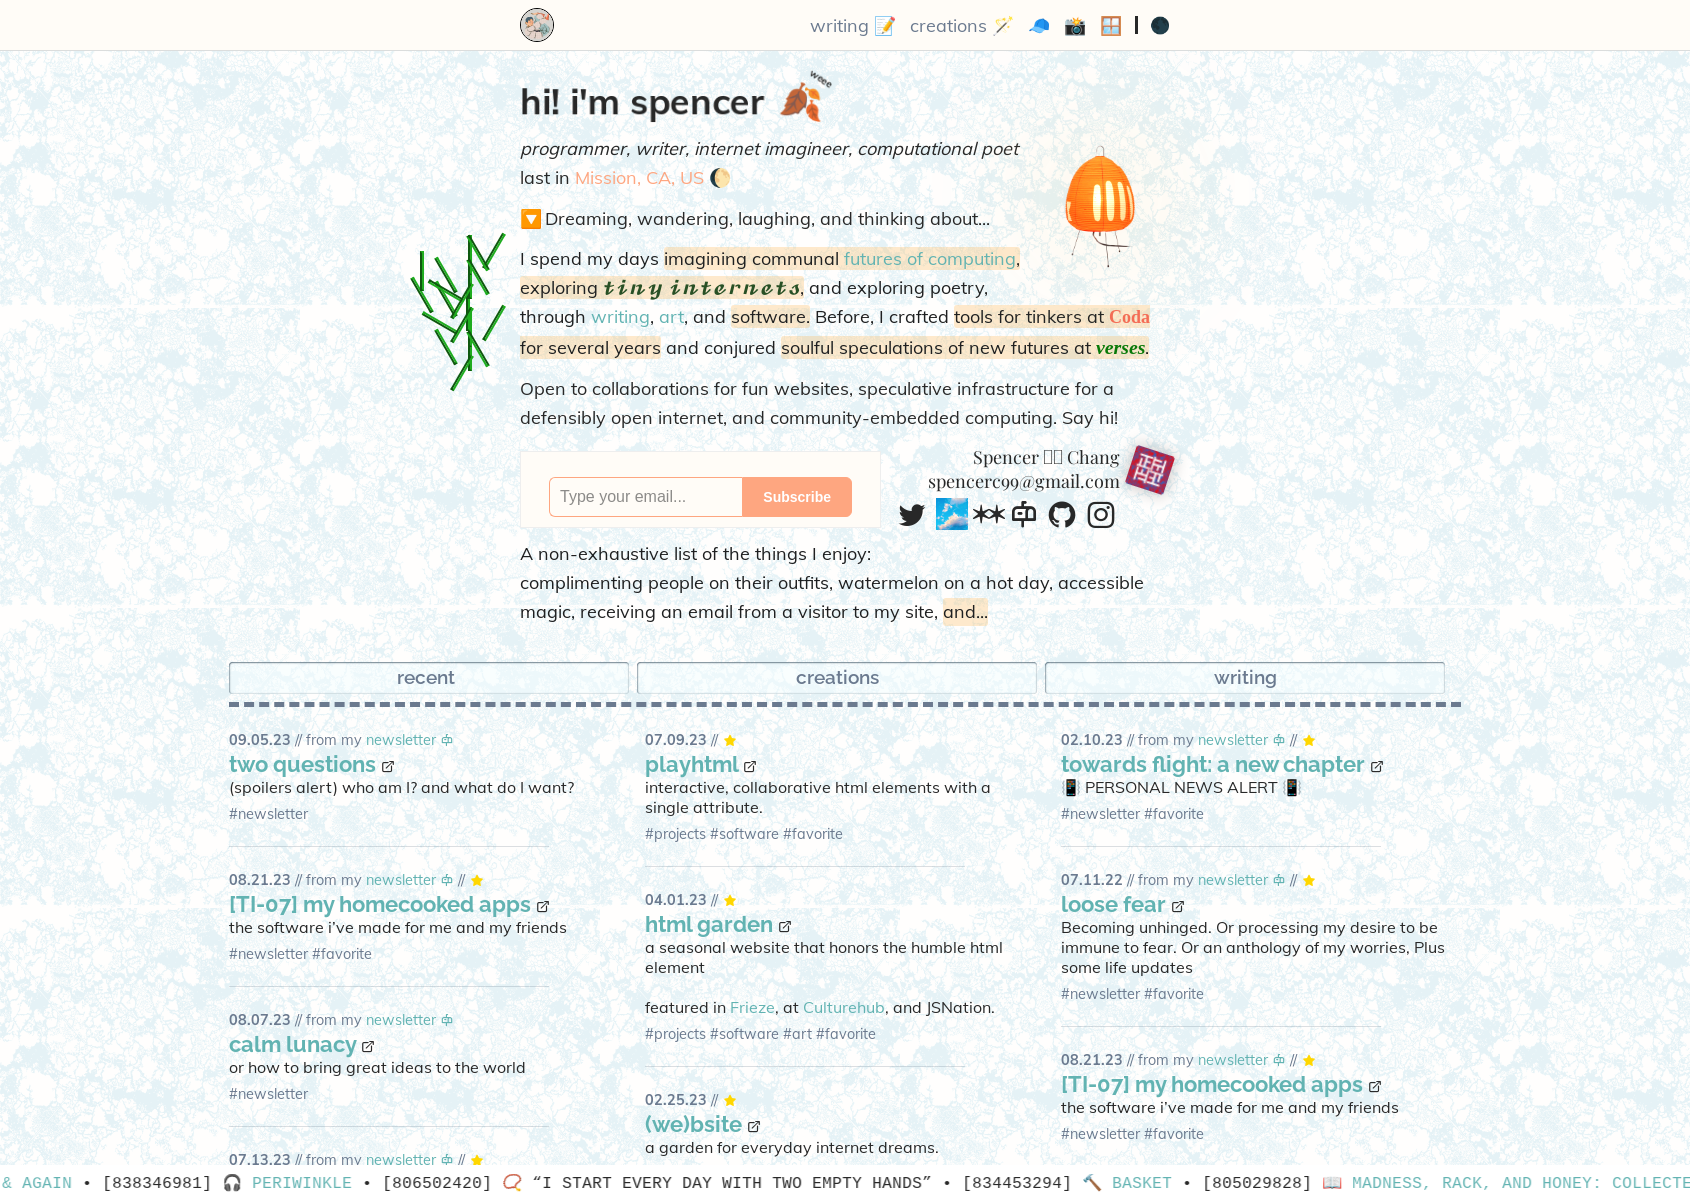 writing 📝 creations 🪄 🧢 📸 🪟 | 🌑
hi! i'm spencer 🍂 weee
programmer, writer, internet imagineer, computational poet
last in Mission, CA, US 🌔
🔽 Dreaming, wandering, laughing, and thinking about...
I spend my days imagining communal futures of computing,
exploring tiny internets, and exploring poetry,
through writing, art, and software. Before, I crafted tools for tinkers at Coda
for several years and conjured soulful speculations of new futures at verses.
Open to collaborations for fun websites, speculative infrastructure for a
defensibly open internet, and community-embedded computing. Say hi!
Spencer Chang
spencerc99@gmail.com
Type your email...
Subscribe
A non-exhaustive list of the things I enjoy:
complimenting people on their outfits, watermelon on a hot day, accessible
magic, receiving an email from a visitor to my site, and...
recent
creations
writing
09.05.23 // from my newsletter
two questions
(spoilers alert) who am I? and what do I want?
#newsletter
08.21.23 // from my newsletter // ⭐
[TI-07] my homecooked apps
the software i've made for me and my friends
#newsletter #favorite
08.07.23 // from my newsletter
calm lunacy
or how to bring great ideas to the world
#newsletter
07.13.23 // from my newsletter // ⭐
07.09.23 // ⭐
playhtml
interactive, collaborative html elements with a
single attribute.
#projects #software #favorite
04.01.23 // ⭐
html garden
a seasonal website that honors the humble html
element
featured in Frieze, at Culturehub, and JSNation.
#projects #software #art #favorite
02.25.23 // ⭐
(we)bsite
a garden for everyday internet dreams.
02.10.23 // from my newsletter // ⭐
towards flight: a new chapter
📳 PERSONAL NEWS ALERT 📳
#newsletter #favorite
07.11.22 // from my newsletter // ⭐
loose fear
Becoming unhinged. Or processing my desire to be
immune to fear. Or an anthology of my worries, Plus
some life updates
#newsletter #favorite
08.21.23 // from my newsletter // ⭐
[TI-07] my homecooked apps
the software i've made for me and my friends
#newsletter #favorite
& AGAIN • [838346981] 🎧 PERIWINKLE • [806502420] 📿 “I START EVERY DAY WITH TWO EMPTY HANDS” • [834453294] 🔨 BASKET • [805029828] 📖 MADNESS, RACK, AND HONEY: COLLECTE